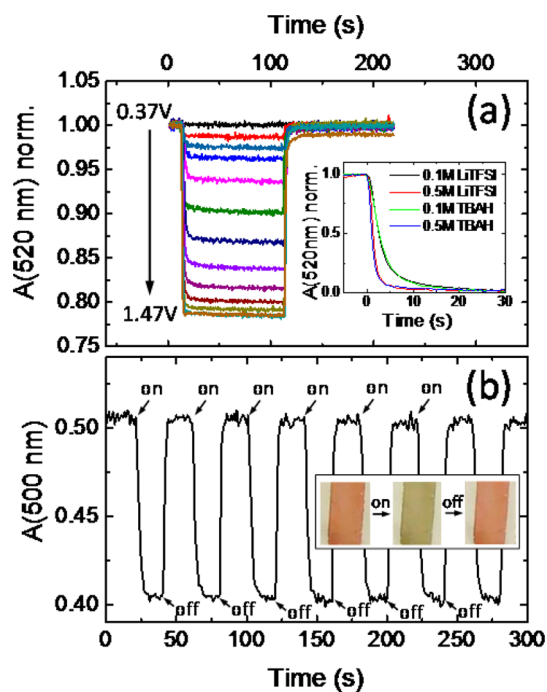 Time (s)
0 100 200 300
1.05
(a)
0.37V
1.00
0.95
0.90
0.85
0.80
0.75
1.47V
A(520 nm) norm.
0.1M LiTFSI
0.5M LiTFSI
0.1M TBAH
0.5M TBAH
1.0
0.5
0.0
A(520nm) norm.
0 10 20 30
Time (s)
(b)
on on on on on on
0.50
0.45
0.40
A(500 nm)
on off
off off off off off off
0 50 100 150 200 250 300
Time (s)